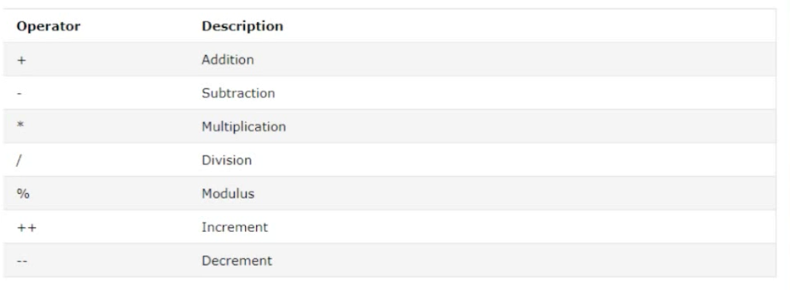 Operator Description
+ Addition
- Subtraction
* Multiplication
/ Division
% Modulus
++ Increment
-- Decrement